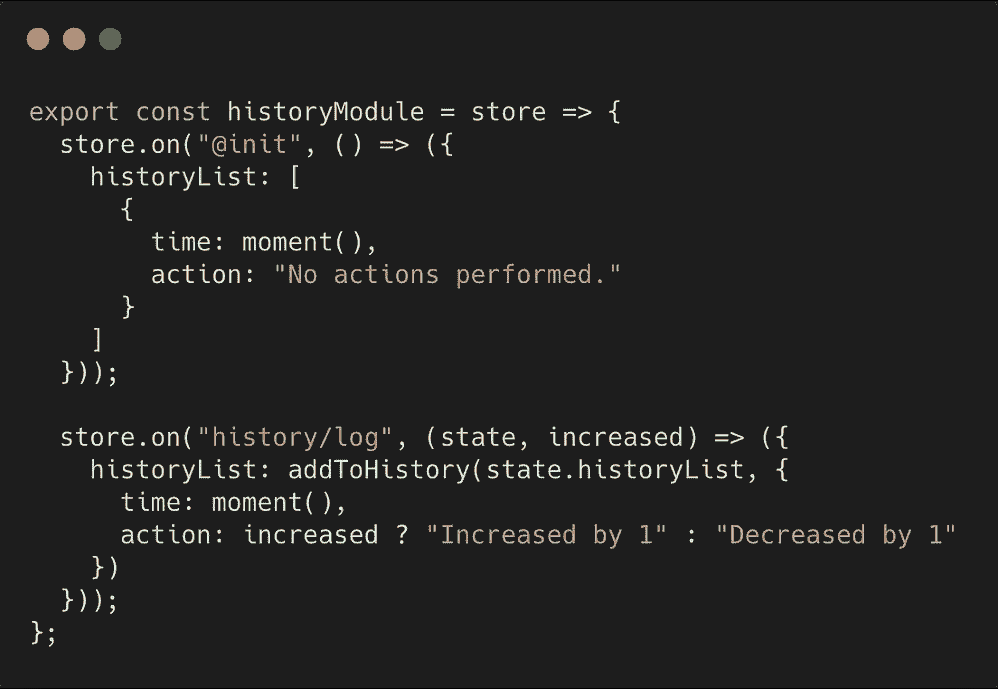 export const historyModule = store => {
  store.on("@init", () => ({
    historyList: [
      {
        time: moment(),
        action: "No actions performed."
      }
    ]
  }));

  store.on("history/log", (state, increased) => ({
    historyList: addToHistory(state.historyList, {
      time: moment(),
      action: increased ? "Increased by 1" : "Decreased by 1"
    })
  }));
};